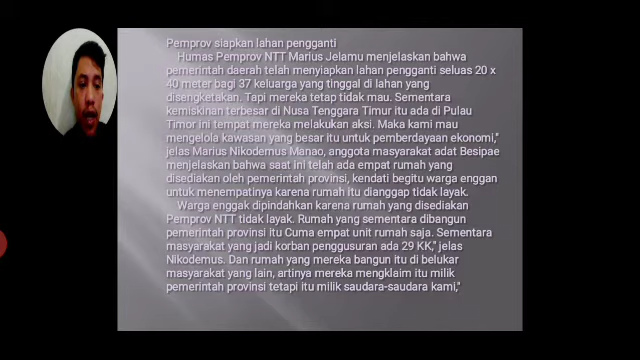 Pemprov siapkan lahan pengganti
Humas Pemprov NTT Marius Jelamu menjelaskan bahwa
pemerintah daerah telah menyiapkan lahan pengganti seluas 20 x
40 meter bagi 37 keluarga yang tinggal di lahan yang
disengketakan. Tapi mereka tetap tidak mau. Sementara
kemiskinan terbesar di Nusa Tenggara Timur itu ada di Pulau
Timor ini tempat mereka melakukan aksi. Maka kami mau
mengelola kawasan yang besar itu untuk pemberdayaan ekonomi,"
jelas Marius Nikodemus Manao, anggota masyarakat adat Besipae
menjelaskan bahwa saat ini telah ada empat rumah yang
disediakan oleh pemerintah provinsi, kendati begitu warga enggan
untuk menempatinya karena rumah itu dianggap tidak layak.
Warga enggak dipindahkan karena rumah yang disediakan
Pemprov NTT tidak layak. Rumah yang sementara dibangun
pemerintah provinsi itu Cuma empat unit rumah saja. Sementara
masyarakat yang jadi korban penggusuran ada 29 KK," jelas
Nikodemus. Dan rumah yang mereka bangun itu di belukar
masyarakat yang lain, artinya mereka mengklaim itu milik
pemerintah provinsi tetapi itu milik saudara-saudara kami,"